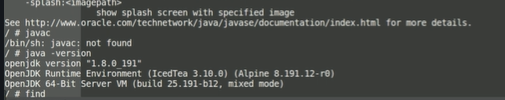 -splash:<imagepath>
show splash screen with specified image
See http://www.oracle.com/technetwork/java/javase/documentation/index.html for more details.
/ # javac
/bin/sh: javac: not found
/ # java -version
openjdk version "1.8.0_191"
OpenJDK Runtime Environment (IcedTea 3.10.0) (Alpine 8.191.12-r0)
OpenJDK 64-Bit Server VM (build 25.191-b12, mixed mode)
/ # find